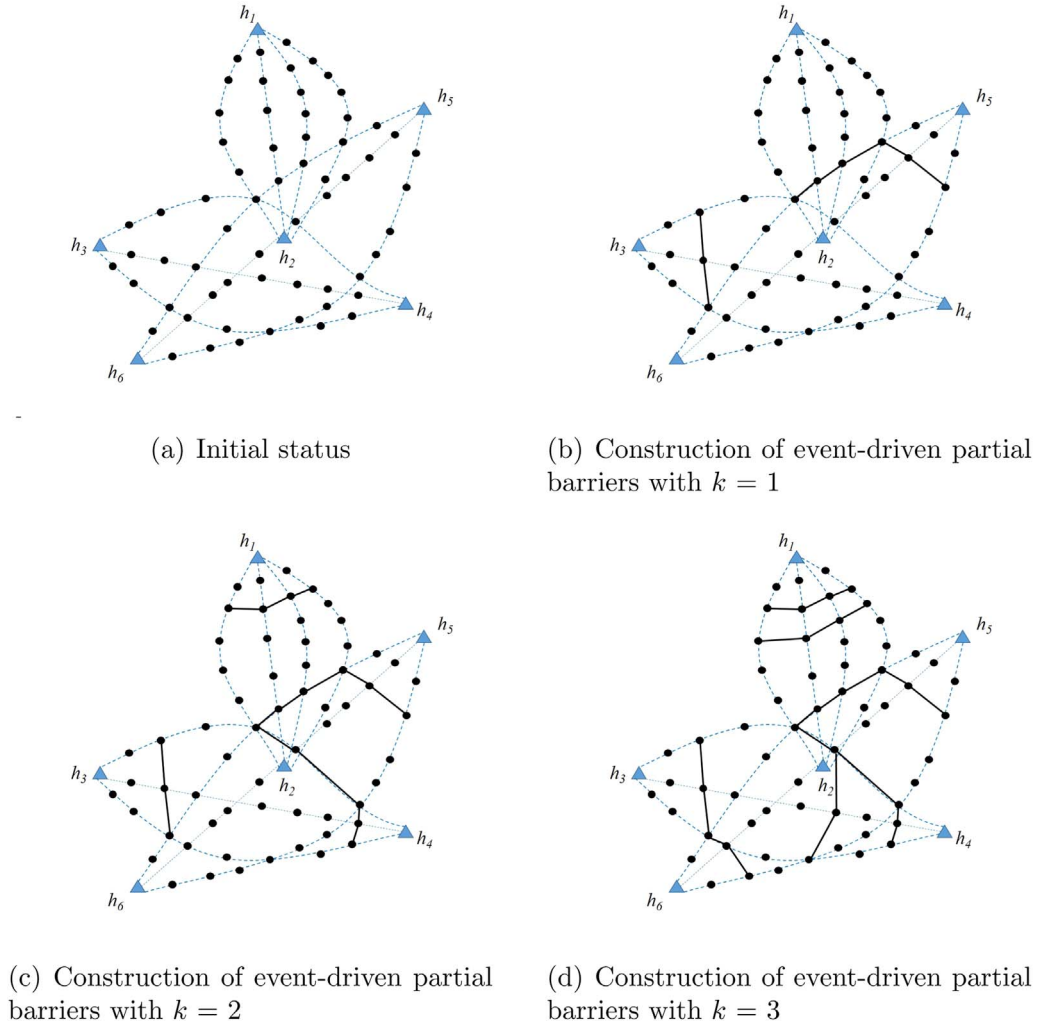 h1
h5
h3
h2
h4
h6
h1
h5
h3
h2
h4
h6
-
(a) Initial status
(b) Construction of event-driven partial
barriers with k = 1
h1
h5
h3
h2
h4
h6
h1
h5
h3
h2
h4
h6
(c) Construction of event-driven partial
barriers with k = 2
(d) Construction of event-driven partial
barriers with k = 3